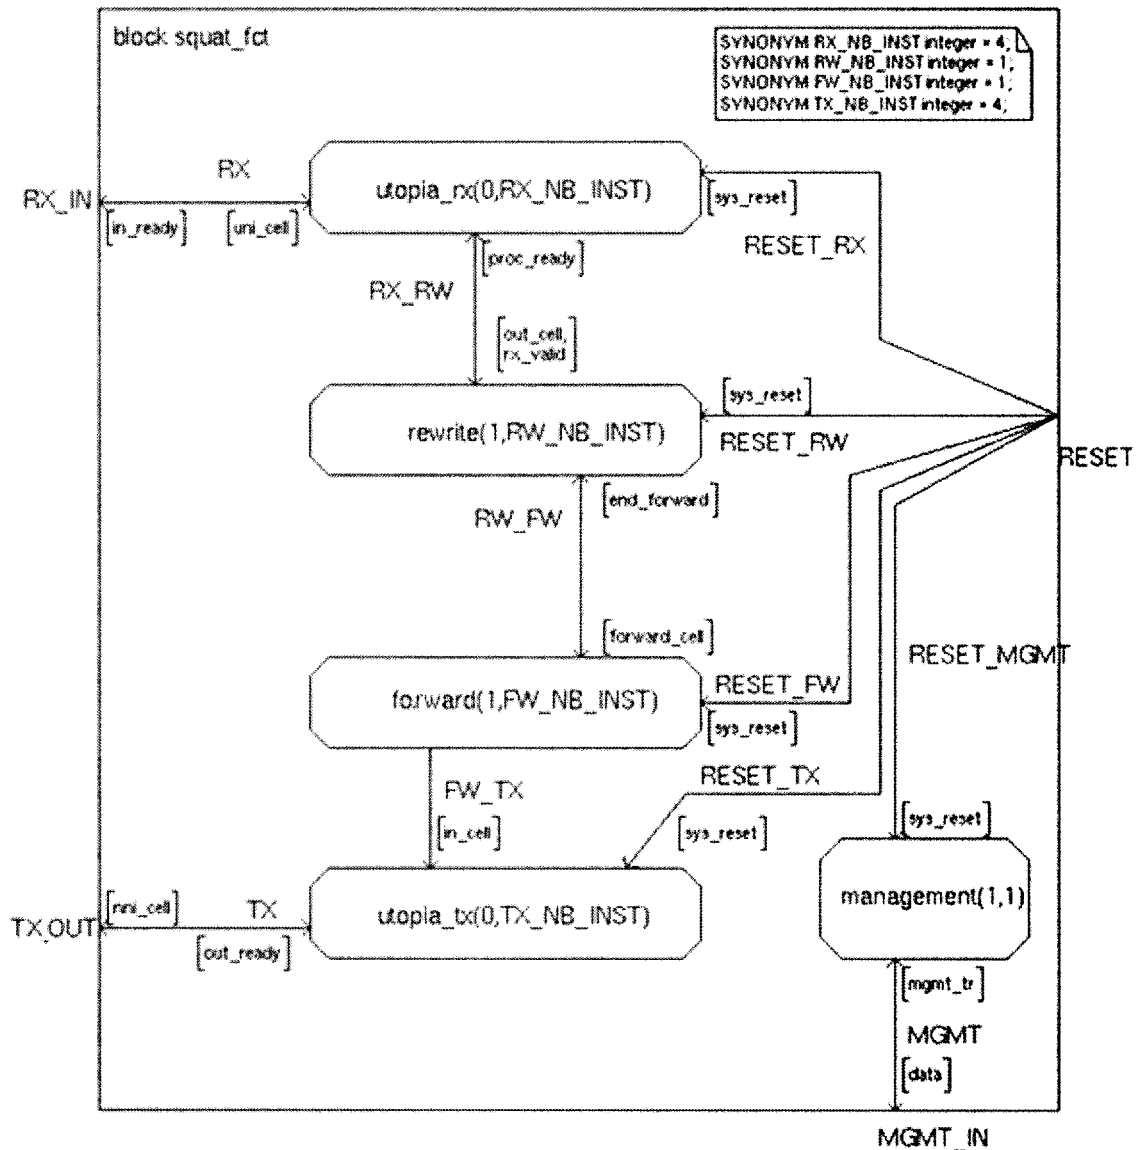 block squat_fct
SYNONYM RX_NB_INST integer = 4;
SYNONYM RW_NB_INST integer = 1;
SYNONYM FW_NB_INST integer = 1;
SYNONYM TX_NB_INST integer = 4;
RX
utopia_rx(0,RX_NB_INST)
RX_IN
[in_ready]
[uni_cell]
[sys_reset]
[proc_ready]
RESET_RX
RX_RW
[out_cell,
rx_valid]
[sys_reset]
rewrite(1,RW_NB_INST)
RESET_RW
RESET
[end_forward]
RW_FW
[forward_cell]
RESET_MGMT
RESET_FW
forward(1,FW_NB_INST)
[sys_reset]
RESET_TX
FW_TX
[in_cell]
[sys_reset]
[sys_reset]
[nni_cell]
TX
utopia_tx(0,TX_NB_INST)
management(1,1)
TX_OUT
[out_ready]
[mgmt_tr]
MGMT
[data]
MGMT_IN